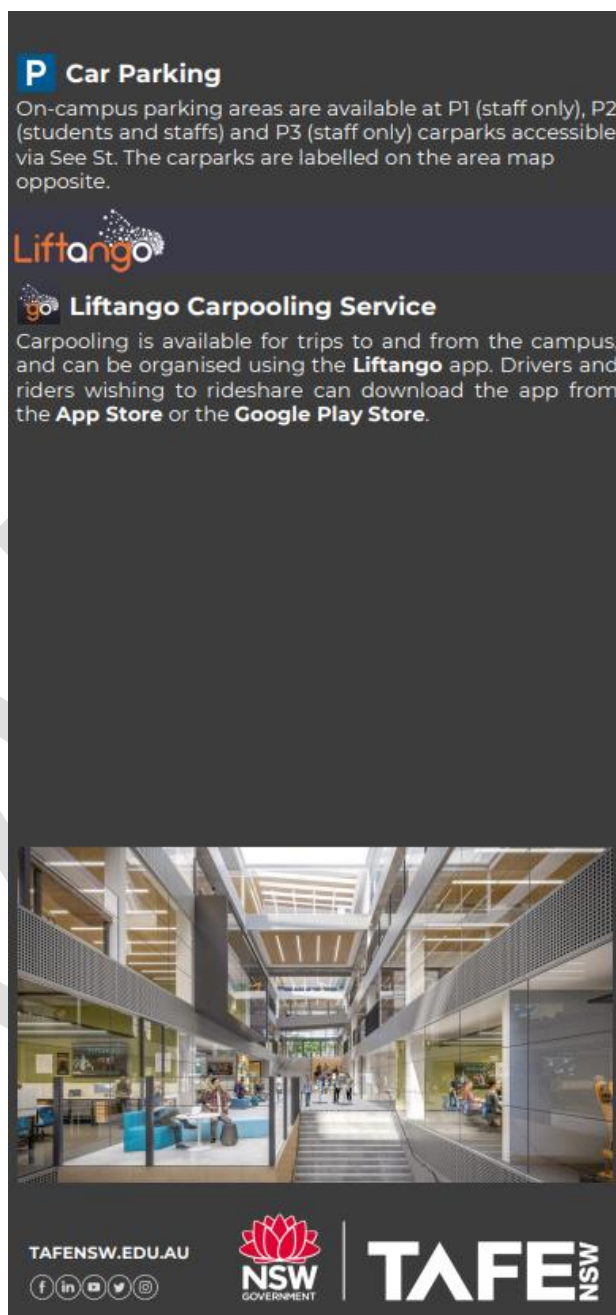 P Car Parking
On-campus parking areas are available at P1 (staff only), P2
(students and staffs) and P3 (staff only) carparks accessible
via See St. The carparks are labelled on the area map
opposite.
Liftango
go Liftango Carpooling Service
Carpooling is available for trips to and from the campus,
and can be organised using the Liftango app. Drivers and
riders wishing to rideshare can download the app from
the App Store or the Google Play Store.
TAFENSW.EDU.AU
NSW
GOVERNMENT
TAFE NSW